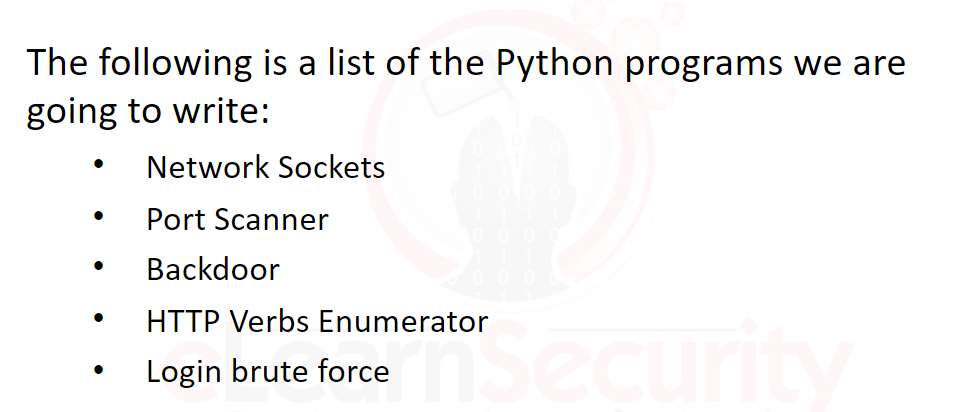 The following is a list of the Python programs we are
going to write:
• Network Sockets
• Port Scanner
• Backdoor
• HTTP Verbs Enumerator
• Login brute force
eLearnSecurity